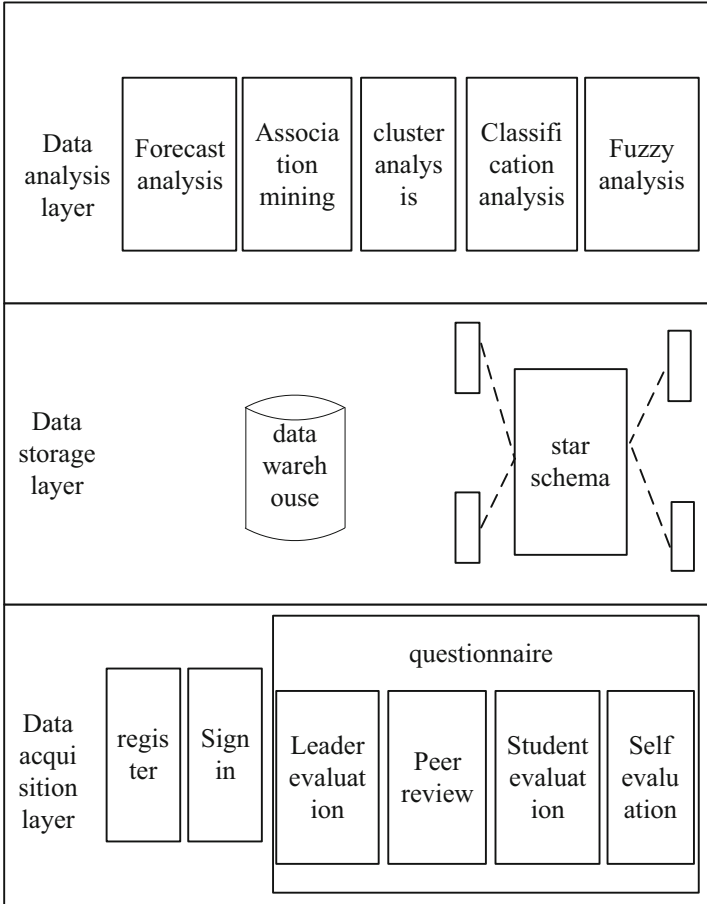 Data
analysis
layer
Forecast
analysis
Associa
tion
mining
cluster
analys
is
Classifi
cation
analysis
Fuzzy
analysis
Data
storage
layer
data
wareh
ouse
star
schema
Data
acqui
sition
layer
regis
ter
Sign
in
questionnaire
Leader
evaluat
ion
Peer
review
Student
evaluat
ion
Self
evalu
ation